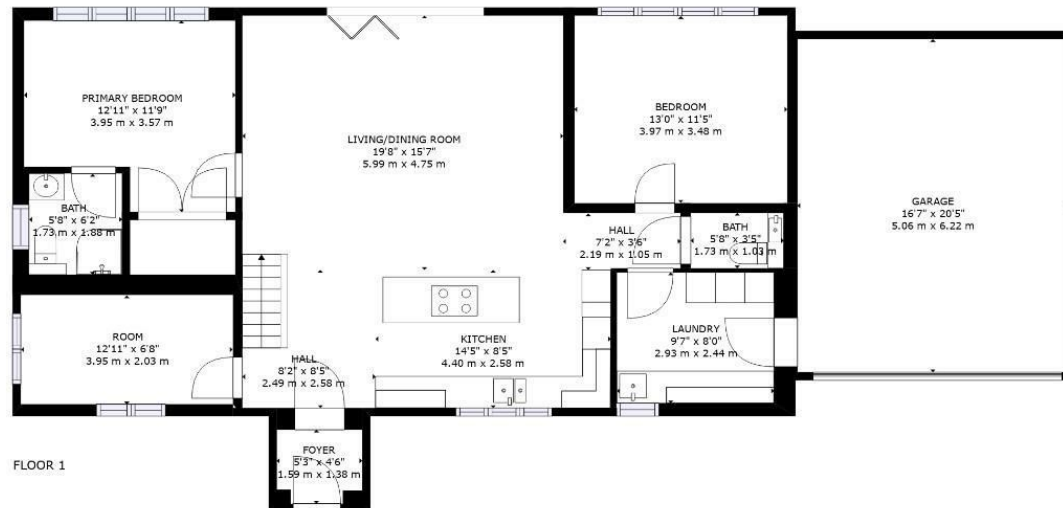 PRIMARY BEDROOM
12'11" x 11'9"
3.95 m x 3.57 m
LIVING/DINING ROOM
19'8" x 15'7"
5.99 m x 4.75 m
BEDROOM
13'0" x 11'5"
3.97 m x 3.48 m
GARAGE
16'7" x 20'5"
5.06 m x 6.22 m
BATH
5'8" x 6'2"
1.73 m x 1.88 m
HALL
7'2" x 3'6"
2.19 m x 1.05 m
BATH
5'8" x 3'5"
1.73 m x 1.03 m
ROOM
12'11" x 6'8"
3.95 m x 2.03 m
HALL
8'2" x 8'5"
2.49 m x 2.58 m
KITCHEN
14'5" x 8'5"
4.40 m x 2.58 m
LAUNDRY
9'7" x 8'0"
2.93 m x 2.44 m
FOYER
5'3" x 4'6"
1.59 m x 1.38 m
FLOOR 1